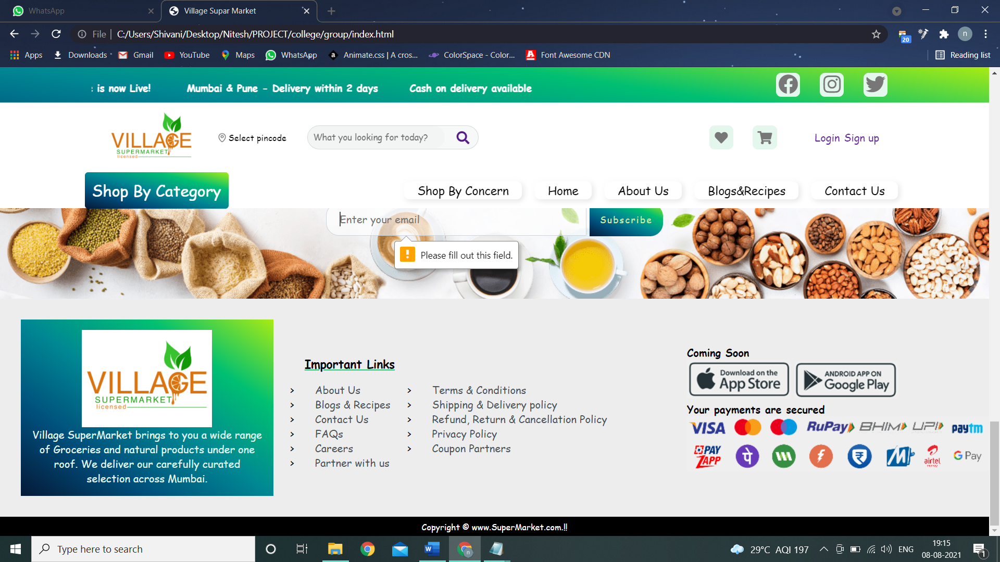 WhatsApp
Village Supar Market
File
C:/Users/Shivani/Desktop/Nitesh/PROJECT/college/group/index.html
20
n
Apps
Downloads
Gmail
YouTube
Maps
WhatsApp
Animate.css | A cros...
ColorSpace - Color...
Font Awesome CDN
Reading list
is now Live!
Mumbai & Pune - Delivery within 2 days
Cash on delivery available
VILLAGE
SUPERMARKET
licensed
Select pincode
What you looking for today?
Login Sign up
Shop By Category
Shop By Concern
Home
About Us
Blogs&Recipes
Contact Us
Enter your email
Subscribe
Please fill out this field.
VILLAGE
SUPERMARKET
licensed
Village SuperMarket brings to you a wide range
of Groceries and natural products under one
roof. We deliver our carefully curated
selection across Mumbai.
Important Links
> About Us
> Blogs & Recipes
> Contact Us
> FAQs
> Careers
> Partner with us
> Terms & Conditions
> Shipping & Delivery policy
> Refund, Return & Cancellation Policy
> Privacy Policy
> Coupon Partners
Coming Soon
Download on the
App Store
ANDROID APP ON
Google Play
Your payments are secured
VISA RuPay BHIM UPI paytm
PAY
ZAPP
पे
airtel
G Pay
Copyright © www.SuperMarket.com.!!
Type here to search
29°C AQI 197
ENG
19:15
08-08-2021
1